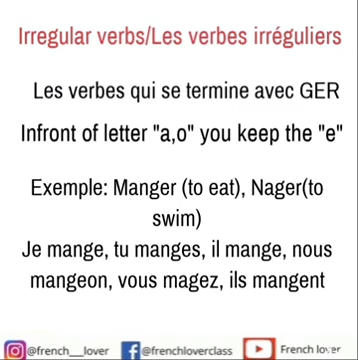 Irregular verbs/Les verbes irréguliers
Les verbes qui se termine avec GER
Infront of letter "a,o" you keep the "e"
Exemple: Manger (to eat), Nager(to
swim)
Je mange, tu manges, il mange, nous
mangeon, vous magez, ils mangent
@french__lover @frenchloverclass French lover